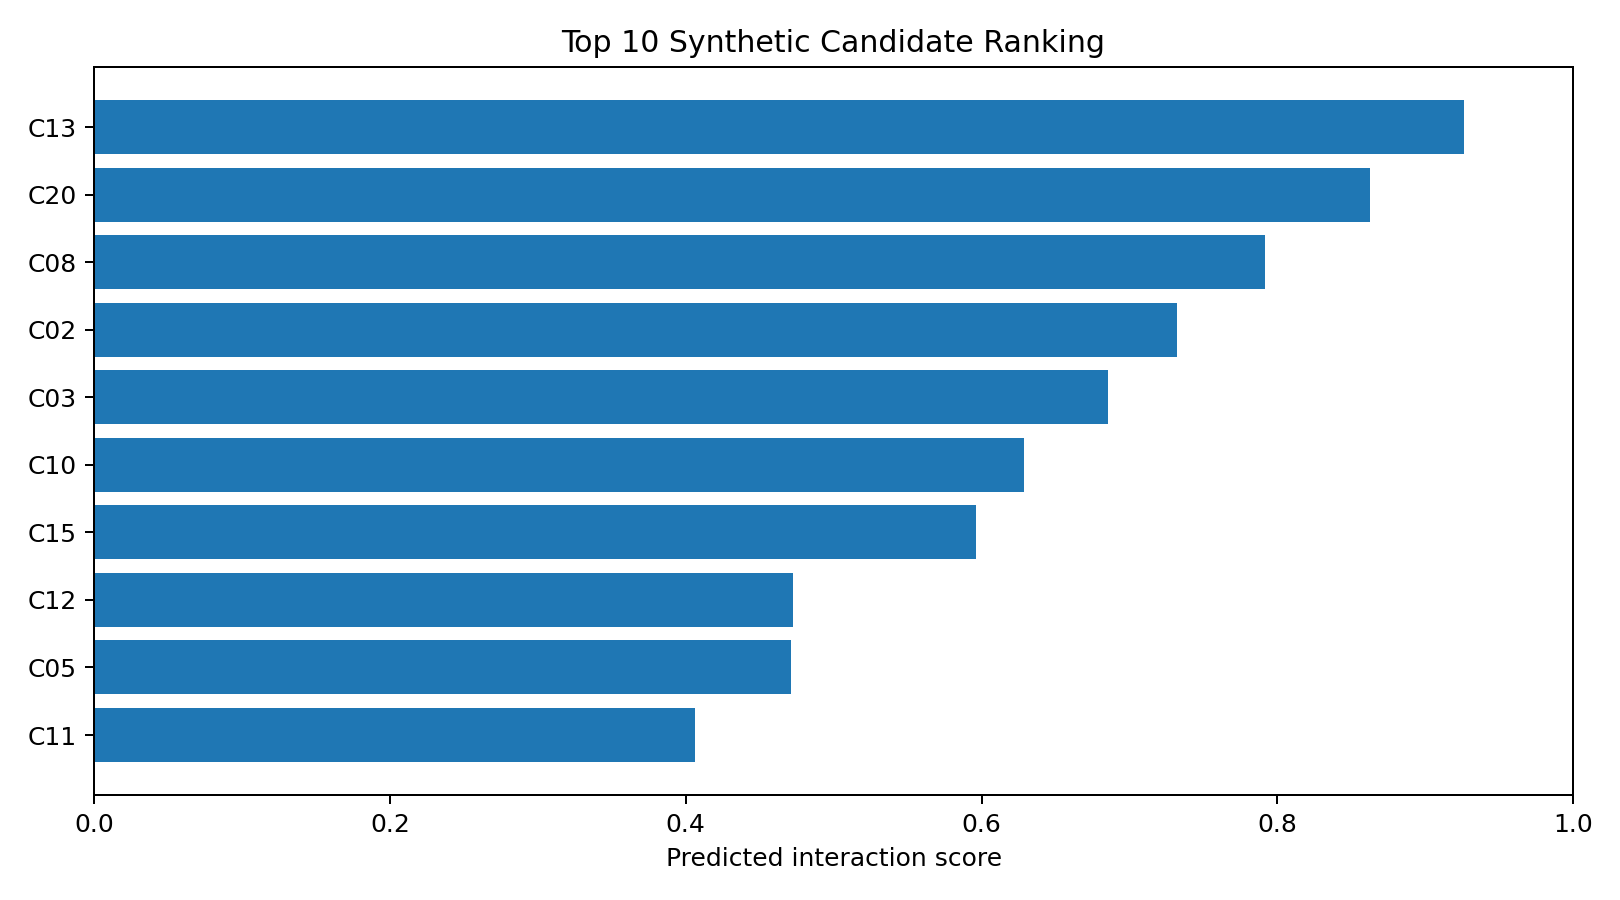 Top 10 Synthetic Candidate Ranking
C13
C20
C08
C02
C03
C10
C15
C12
C05
C11
0.0 0.2 0.4 0.6 0.8 1.0
Predicted interaction score